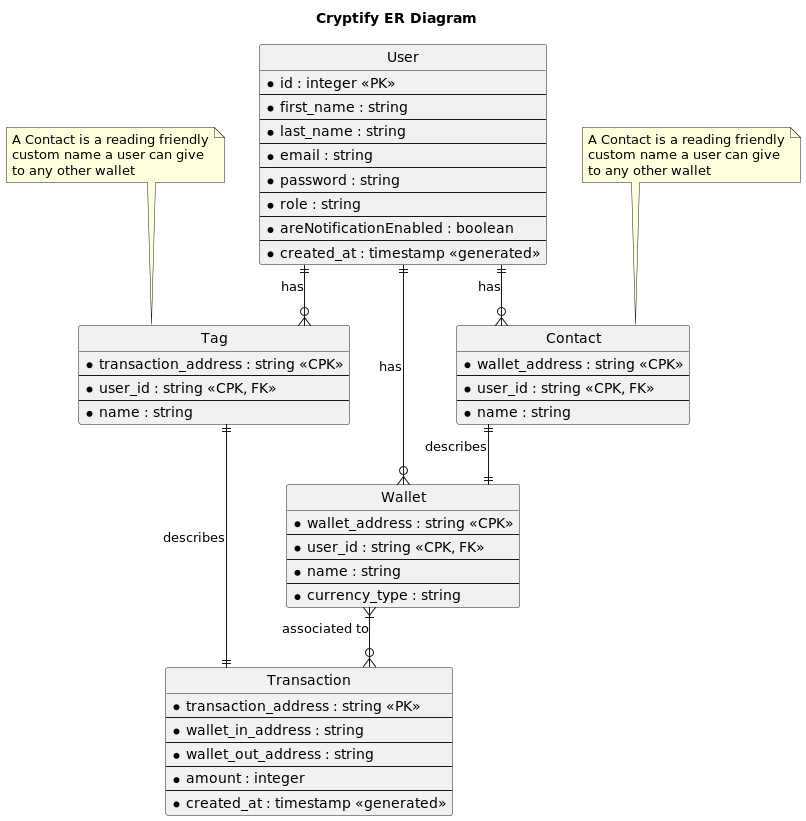 Cryptify ER Diagram
User
id : integer «PK»
first_name : string
last_name : string
email : string
password : string
role : string
areNotificationEnabled : boolean
created_at : timestamp «generated»
A Contact is a reading friendly
custom name a user can give
to any other wallet
A Contact is a reading friendly
custom name a user can give
to any other wallet
has
has
has
Tag
transaction_address : string «CPK»
user_id : string «CPK, FK»
name : string
Contact
wallet_address : string «CPK»
user_id : string «CPK, FK»
name : string
describes
describes
Wallet
wallet_address : string «CPK»
user_id : string «CPK, FK»
name : string
currency_type : string
associated to
Transaction
transaction_address : string «PK»
wallet_in_address : string
wallet_out_address : string
amount : integer
created_at : timestamp «generated»